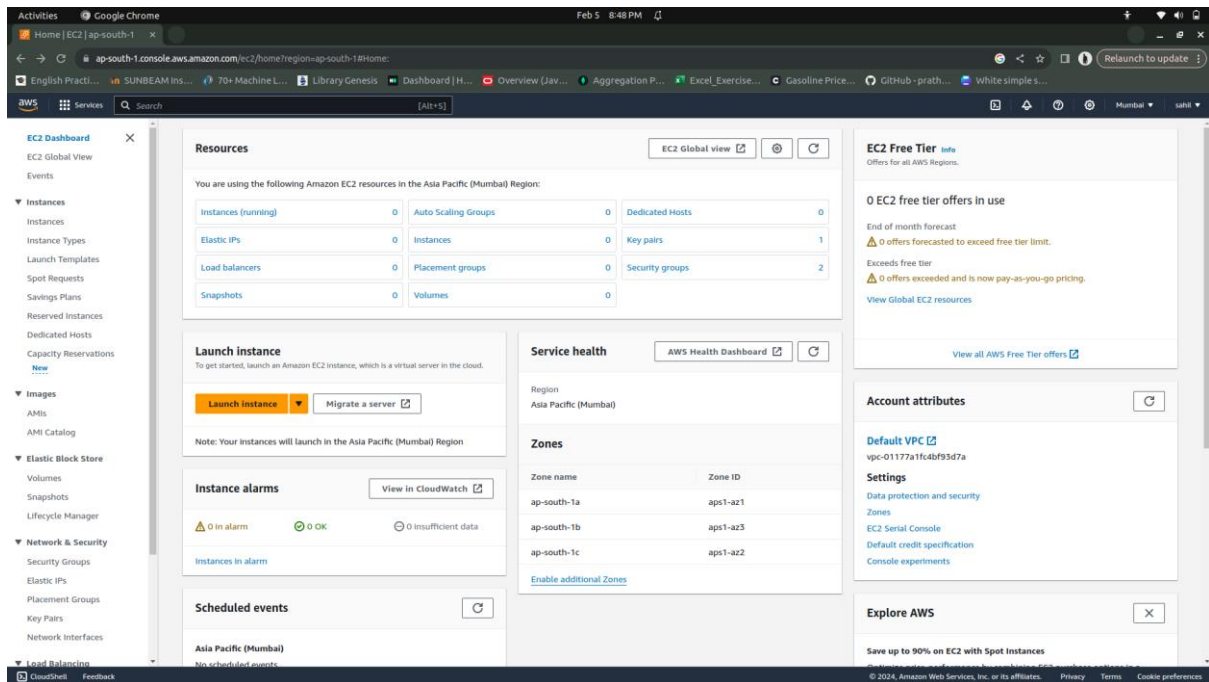 Activities Google Chrome Feb 5 8:48 PM
Home | EC2 | ap-south-1
ap-south-1.console.aws.amazon.com/ec2/home?region=ap-south-1#Home: Relaunch to update
English Practi... SUNBEAM Ins... 70+ Machine L... Library Genesis Dashboard | H... Overview (Jav... Aggregation P... Excel_Exercise... Gasoline Price... GitHub - prath... White simple s...
aws Services Search [Alt+S] Mumbai sahil
EC2 Dashboard
EC2 Global View
Events
Instances
Instances
Instance Types
Launch Templates
Spot Requests
Savings Plans
Reserved Instances
Dedicated Hosts
Capacity Reservations
New
Images
AMIs
AMI Catalog
Elastic Block Store
Volumes
Snapshots
Lifecycle Manager
Network & Security
Security Groups
Elastic IPs
Placement Groups
Key Pairs
Network Interfaces
Load Balancing
Resources EC2 Global view
You are using the following Amazon EC2 resources in the Asia Pacific (Mumbai) Region:
Instances (running) 0 Auto Scaling Groups 0 Dedicated Hosts 0
Elastic IPs 0 Instances 0 Key pairs 1
Load balancers 0 Placement groups 0 Security groups 2
Snapshots 0 Volumes 0
Launch instance
To get started, launch an Amazon EC2 instance, which is a virtual server in the cloud.
Launch instance Migrate a server
Note: Your instances will launch in the Asia Pacific (Mumbai) Region
Instance alarms View in CloudWatch
0 in alarm 0 OK 0 insufficient data
Instances in alarm
Scheduled events
Asia Pacific (Mumbai)
No scheduled events
Service health AWS Health Dashboard
Region
Asia Pacific (Mumbai)
Zones
Zone name Zone ID
ap-south-1a aps1-az1
ap-south-1b aps1-az3
ap-south-1c aps1-az2
Enable additional Zones
EC2 Free Tier Info
Offers for all AWS Regions.
0 EC2 free tier offers in use
End of month forecast
0 offers forecasted to exceed free tier limit.
Exceeds free tier
0 offers exceeded and is now pay-as-you-go pricing.
View Global EC2 resources
View all AWS Free Tier offers
Account attributes
Default VPC
vpc-01177a1fc4bf93d7a
Settings
Data protection and security
Zones
EC2 Serial Console
Default credit specification
Console experiments
Explore AWS
Save up to 90% on EC2 with Spot Instances
CloudShell Feedback © 2024, Amazon Web Services, Inc. or its affiliates. Privacy Terms Cookie preferences